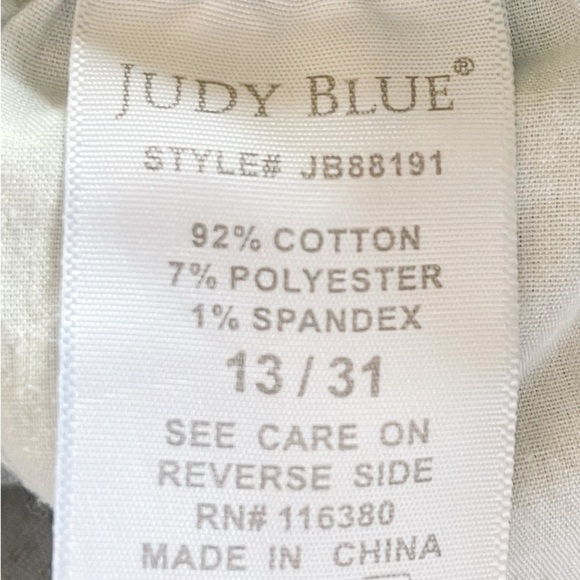 JUDY BLUE®
STYLE# JB88191
92% COTTON
7% POLYESTER
1% SPANDEX
13 / 31
SEE CARE ON
REVERSE SIDE
RN# 116380
MADE IN CHINA